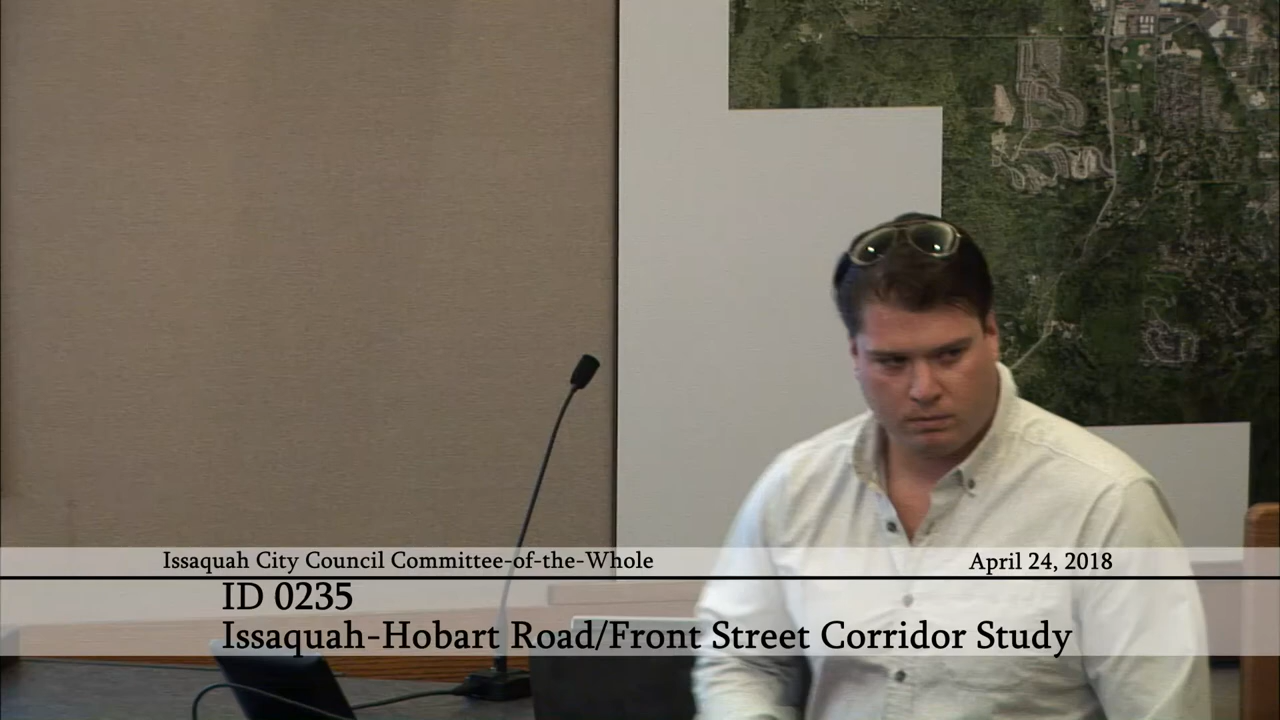 Issaquah City Council Committee-of-the-Whole
April 24, 2018
ID 0235
Issaquah-Hobart Road/Front Street Corridor Study